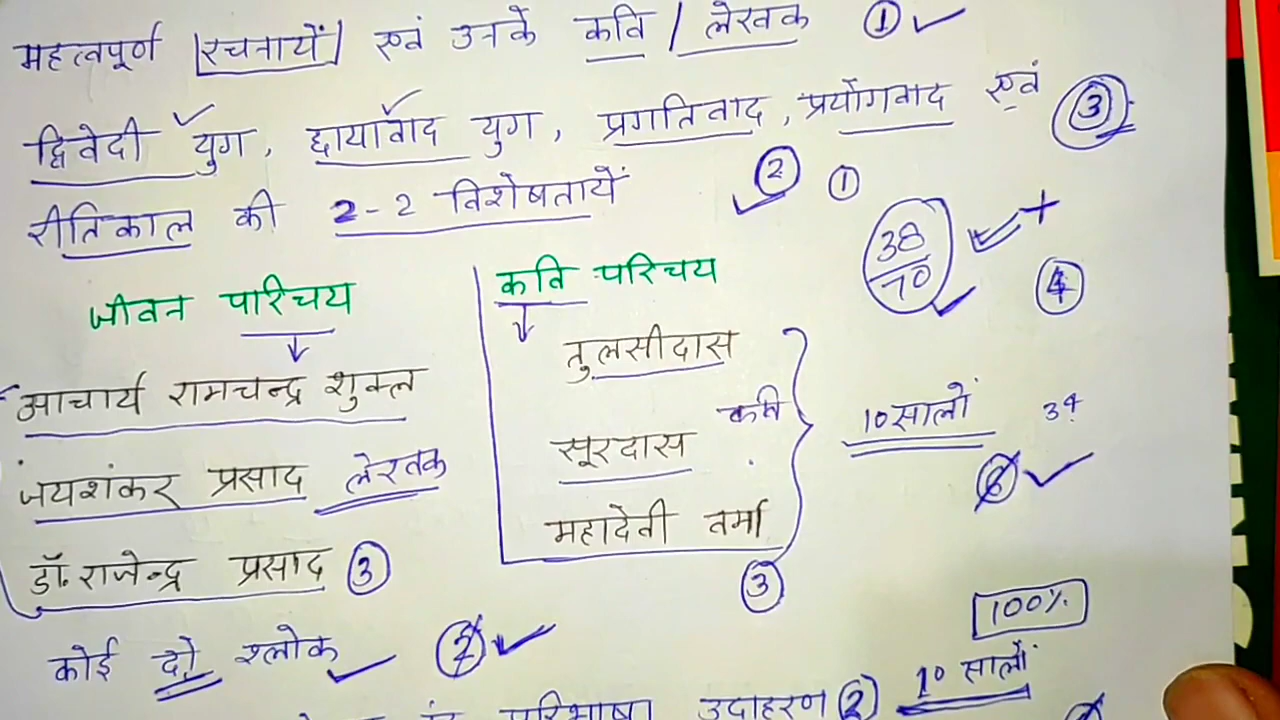 महत्वपूर्ण रचनायें एवं उनके कवि / लेखक ①
द्विवेदी युग, छायावाद युग, प्रगतिवाद, प्रयोगवाद एवं ③
रीतिकाल की 2-2 विशेषतायें ② ①
38/70 +
④
जीवन परिचय
आचार्य रामचन्द्र शुक्ल
जयशंकर प्रसाद लेखक
डॉ. राजेन्द्र प्रसाद ③
कवि परिचय
तुलसीदास
सूरदास कवि
महादेवी वर्मा
③
10 सालों
100%
कोई दो श्लोक ②
परिभाषा उदाहरण ② 10 सालों